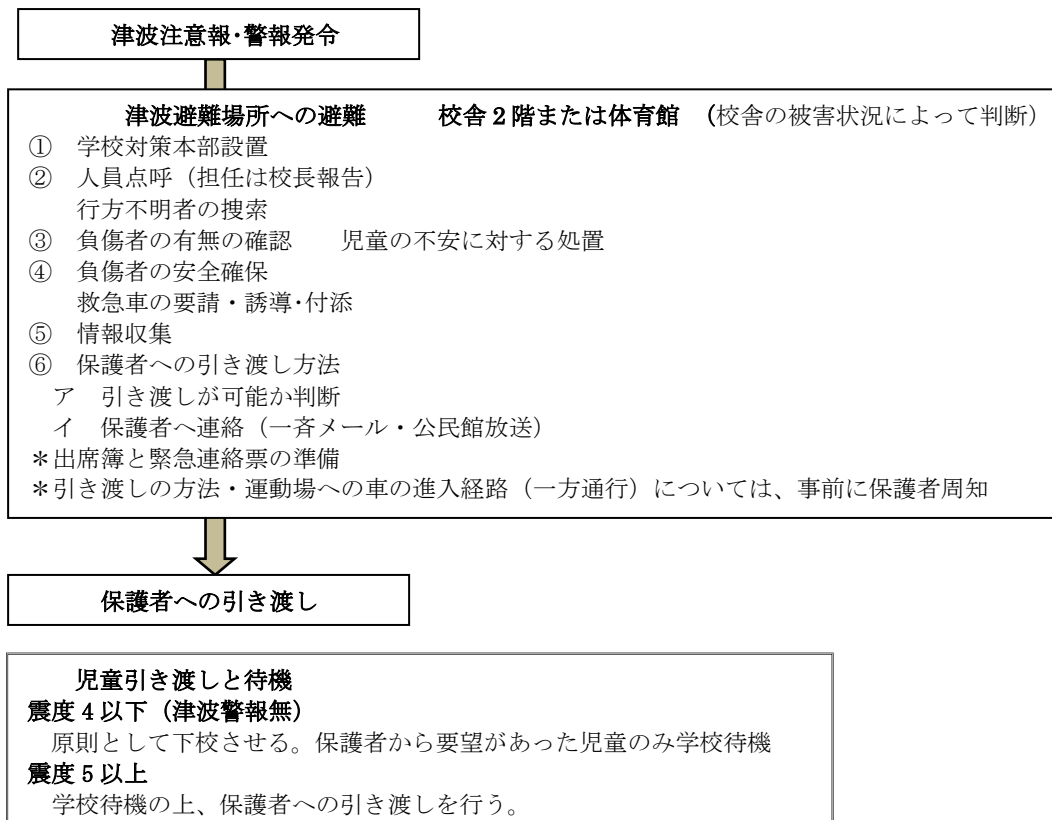 津波注意報･警報発令
津波避難場所への避難　　校舎２階または体育館　（校舎の被害状況によって判断）
①　学校対策本部設置
②　人員点呼（担任は校長報告）
行方不明者の捜索
③　負傷者の有無の確認　　児童の不安に対する処置
④　負傷者の安全確保
救急車の要請・誘導･付添
⑤　情報収集
⑥　保護者への引き渡し方法
ア　引き渡しが可能か判断
イ　保護者へ連絡（一斉メール・公民館放送）
＊出席簿と緊急連絡票の準備
＊引き渡しの方法・運動場への車の進入経路（一方通行）については、事前に保護者周知
保護者への引き渡し
児童引き渡しと待機
震度４以下（津波警報無）
原則として下校させる。保護者から要望があった児童のみ学校待機
震度５以上
学校待機の上、保護者への引き渡しを行う。